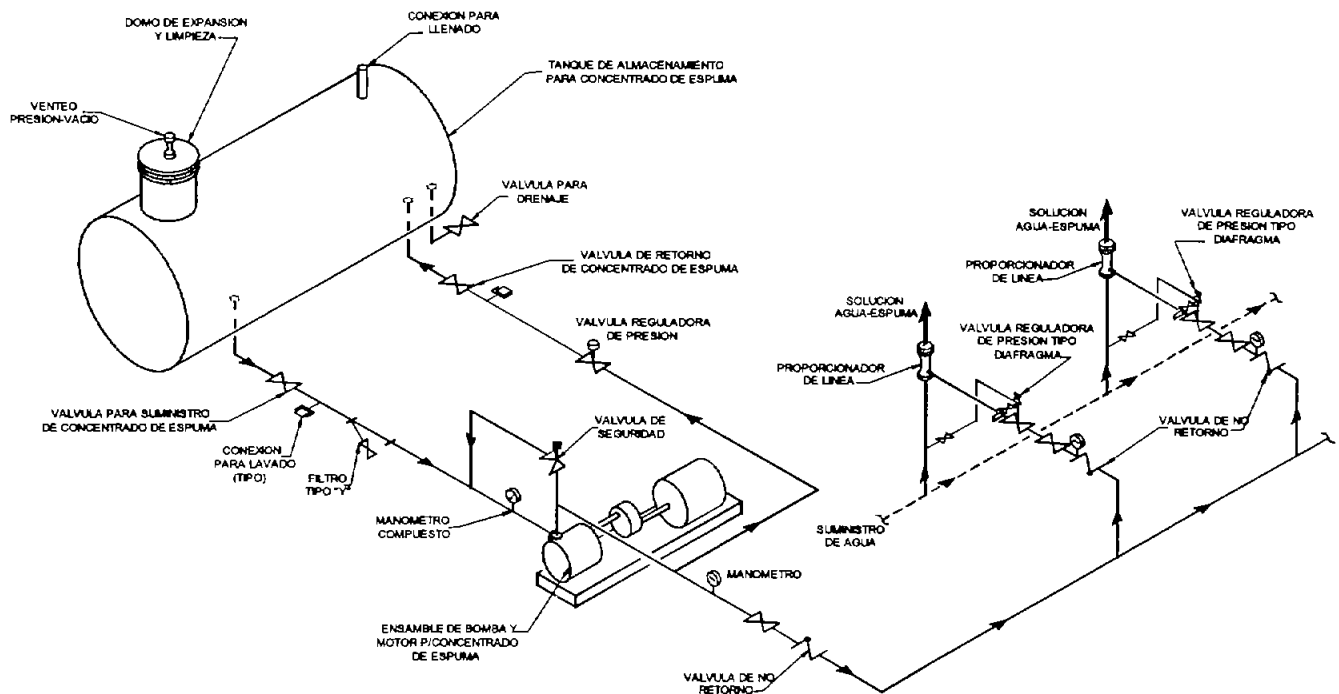 DOMO DE EXPANSION
Y LIMPIEZA
CONEXION PARA
LLENADO
TANQUE DE ALMACENAMIENTO
PARA CONCENTRADO DE ESPUMA
VENTEO
PRESION-VACIO
VALVULA PARA
DRENAJE
VALVULA DE RETORNO
DE CONCENTRADO DE ESPUMA
VALVULA REGULADORA
DE PRESION
SOLUCION
AGUA-ESPUMA
VALVULA REGULADORA
DE PRESION TIPO
DIAFRAGMA
PROPORCIONADOR
DE LINEA
SOLUCION
AGUA-ESPUMA
VALVULA REGULADORA
DE PRESION TIPO
DIAFRAGMA
PROPORCIONADOR
DE LINEA
VALVULA PARA SUMINISTRO
DE CONCENTRADO DE ESPUMA
CONEXION
PARA LAVADO
(TIPO)
FILTRO
TIPO "Y"
VALVULA DE
SEGURIDAD
VALVULA DE NO
RETORNO
MANOMETRO
COMPUESTO
SUMINISTRO
DE AGUA
MANOMETRO
ENSAMBLE DE BOMBA Y
MOTOR P/CONCENTRADO
DE ESPUMA
VALVULA DE NO
RETORNO